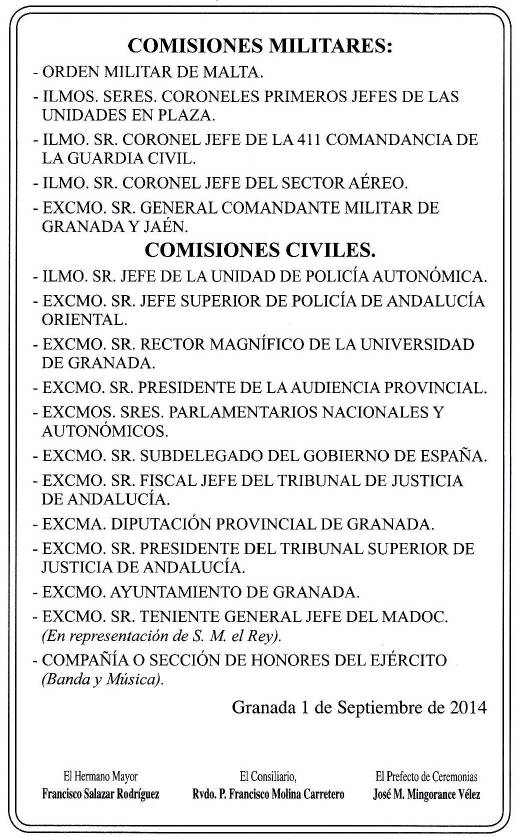 COMISIONES MILITARES:
- ORDEN MILITAR DE MALTA.
- ILMOS. SERES. CORONELES PRIMEROS JEFES DE LAS
UNIDADES EN PLAZA.
- ILMO. SR. CORONEL JEFE DE LA 411 COMANDANCIA DE
LA GUARDIA CIVIL.
- ILMO. SR. CORONEL JEFE DEL SECTOR AÉREO.
- EXCMO. SR. GENERAL COMANDANTE MILITAR DE
GRANADA Y JAÉN.
COMISIONES CIVILES.
- ILMO. SR. JEFE DE LA UNIDAD DE POLICÍA AUTONÓMICA.
- EXCMO. SR. JEFE SUPERIOR DE POLICÍA DE ANDALUCÍA
ORIENTAL.
- EXCMO. SR. RECTOR MAGNÍFICO DE LA UNIVERSIDAD
DE GRANADA.
- EXCMO. SR. PRESIDENTE DE LA AUDIENCIA PROVINCIAL.
- EXCMOS. SRES. PARLAMENTARIOS NACIONALES Y
AUTONÓMICOS.
- EXCMO. SR. SUBDELEGADO DEL GOBIERNO DE ESPAÑA.
- EXCMO. SR. FISCAL JEFE DEL TRIBUNAL DE JUSTICIA
DE ANDALUCÍA.
- EXCMA. DIPUTACIÓN PROVINCIAL DE GRANADA.
- EXCMO. SR. PRESIDENTE DEL TRIBUNAL SUPERIOR DE
JUSTICIA DE ANDALUCÍA.
- EXCMO. AYUNTAMIENTO DE GRANADA.
- EXCMO. SR. TENIENTE GENERAL JEFE DEL MADOC.
(En representación de S. M. el Rey).
- COMPAÑÍA O SECCIÓN DE HONORES DEL EJÉRCITO
(Banda y Música).
Granada 1 de Septiembre de 2014
El Hermano Mayor
Francisco Salazar Rodríguez
El Consiliario,
Rvdo. P. Francisco Molina Carretero
El Prefecto de Ceremonias
José M. Mingorance Vélez